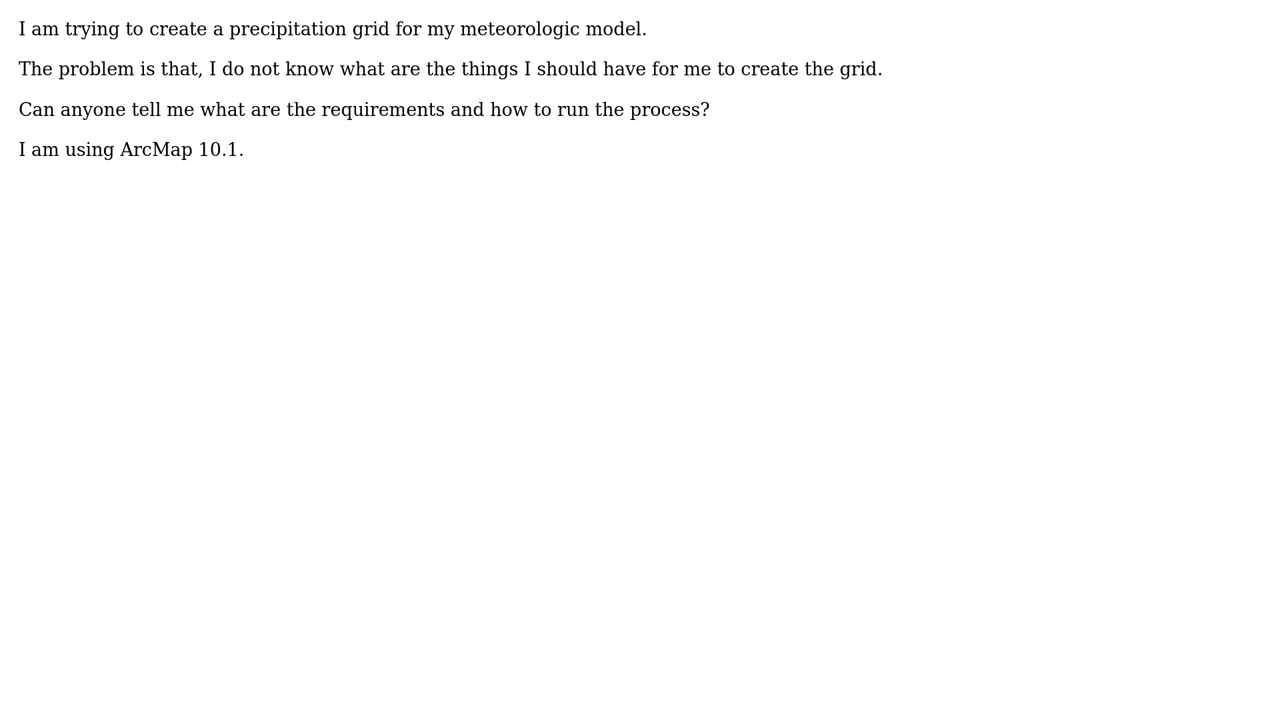 I am trying to create a precipitation grid for my meteorologic model.
The problem is that, I do not know what are the things I should have for me to create the grid.
Can anyone tell me what are the requirements and how to run the process?
I am using ArcMap 10.1.